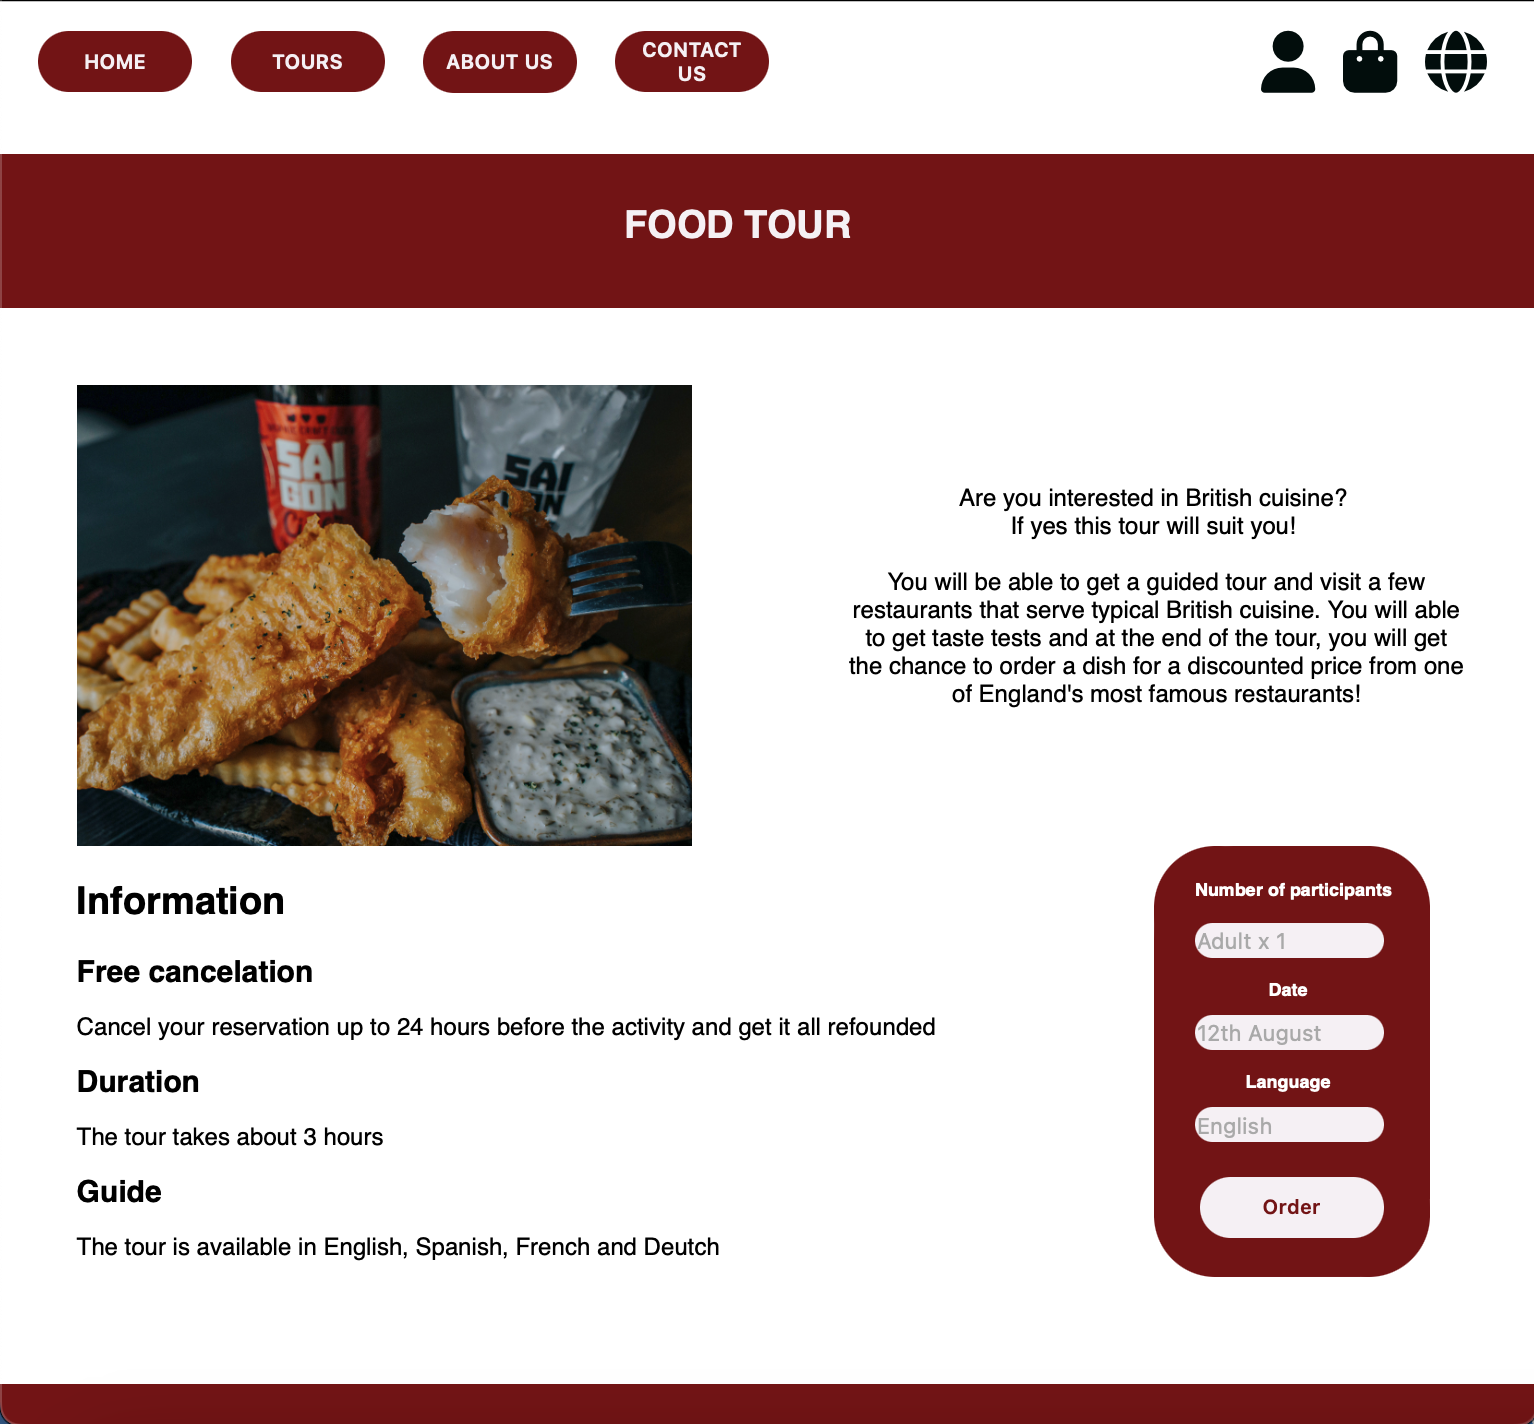 HOME
TOURS
ABOUT US
CONTACT
US
FOOD TOUR
SAI
GON
SAI
Are you interested in British cuisine?
If yes this tour will suit you!
You will be able to get a guided tour and visit a few
restaurants that serve typical British cuisine. You will able
to get taste tests and at the end of the tour, you will get
the chance to order a dish for a discounted price from one
of England's most famous restaurants!
Information
Free cancelation
Cancel your reservation up to 24 hours before the activity and get it all refounded
Duration
The tour takes about 3 hours
Guide
The tour is available in English, Spanish, French and Deutch
Number of participants
Adult x 1
Date
12th August
Language
English
Order